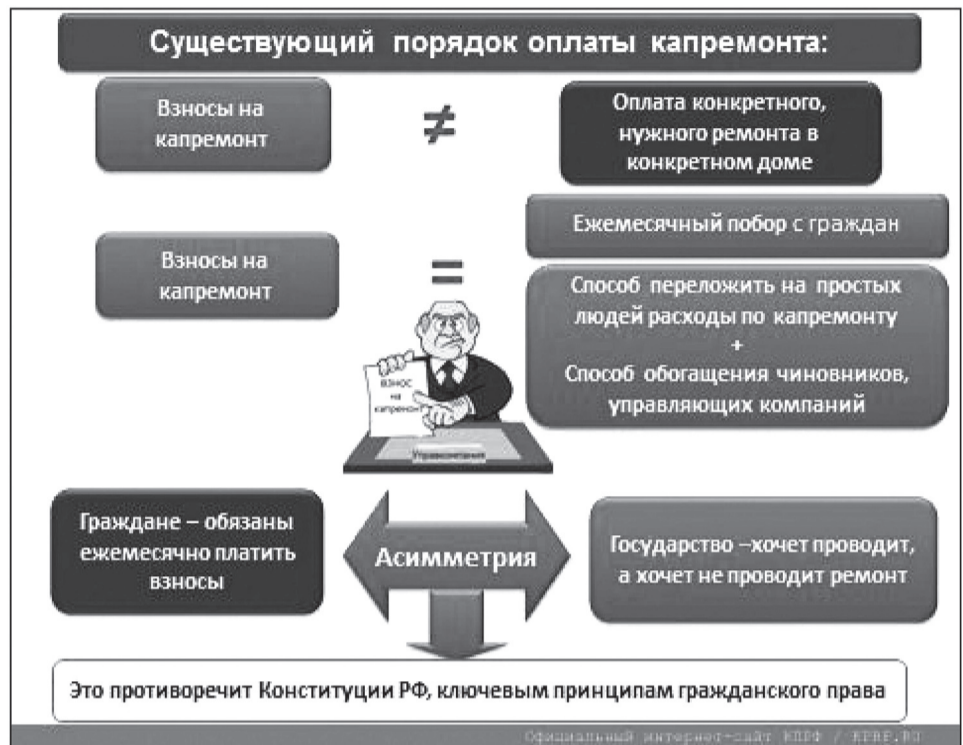 Существующий порядок оплаты капремонта:
Взносы на
капремонт
≠
Оплата конкретного,
нужного ремонта в
конкретном доме
Взносы на
капремонт
=
Ежемесячный побор с граждан
Способ переложить на простых
людей расходы по капремонту
+
Способ обогащения чиновников,
управляющих компаний
ВЗНОС
на
капремонт
Управкомпания
Граждане – обязаны
ежемесячно платить
взносы
Асимметрия
Государство –хочет проводит,
а хочет не проводит ремонт
Это противоречит Конституции РФ, ключевым принципам гражданского права
Официальный интернет-сайт КПРФ / KPRF.RU